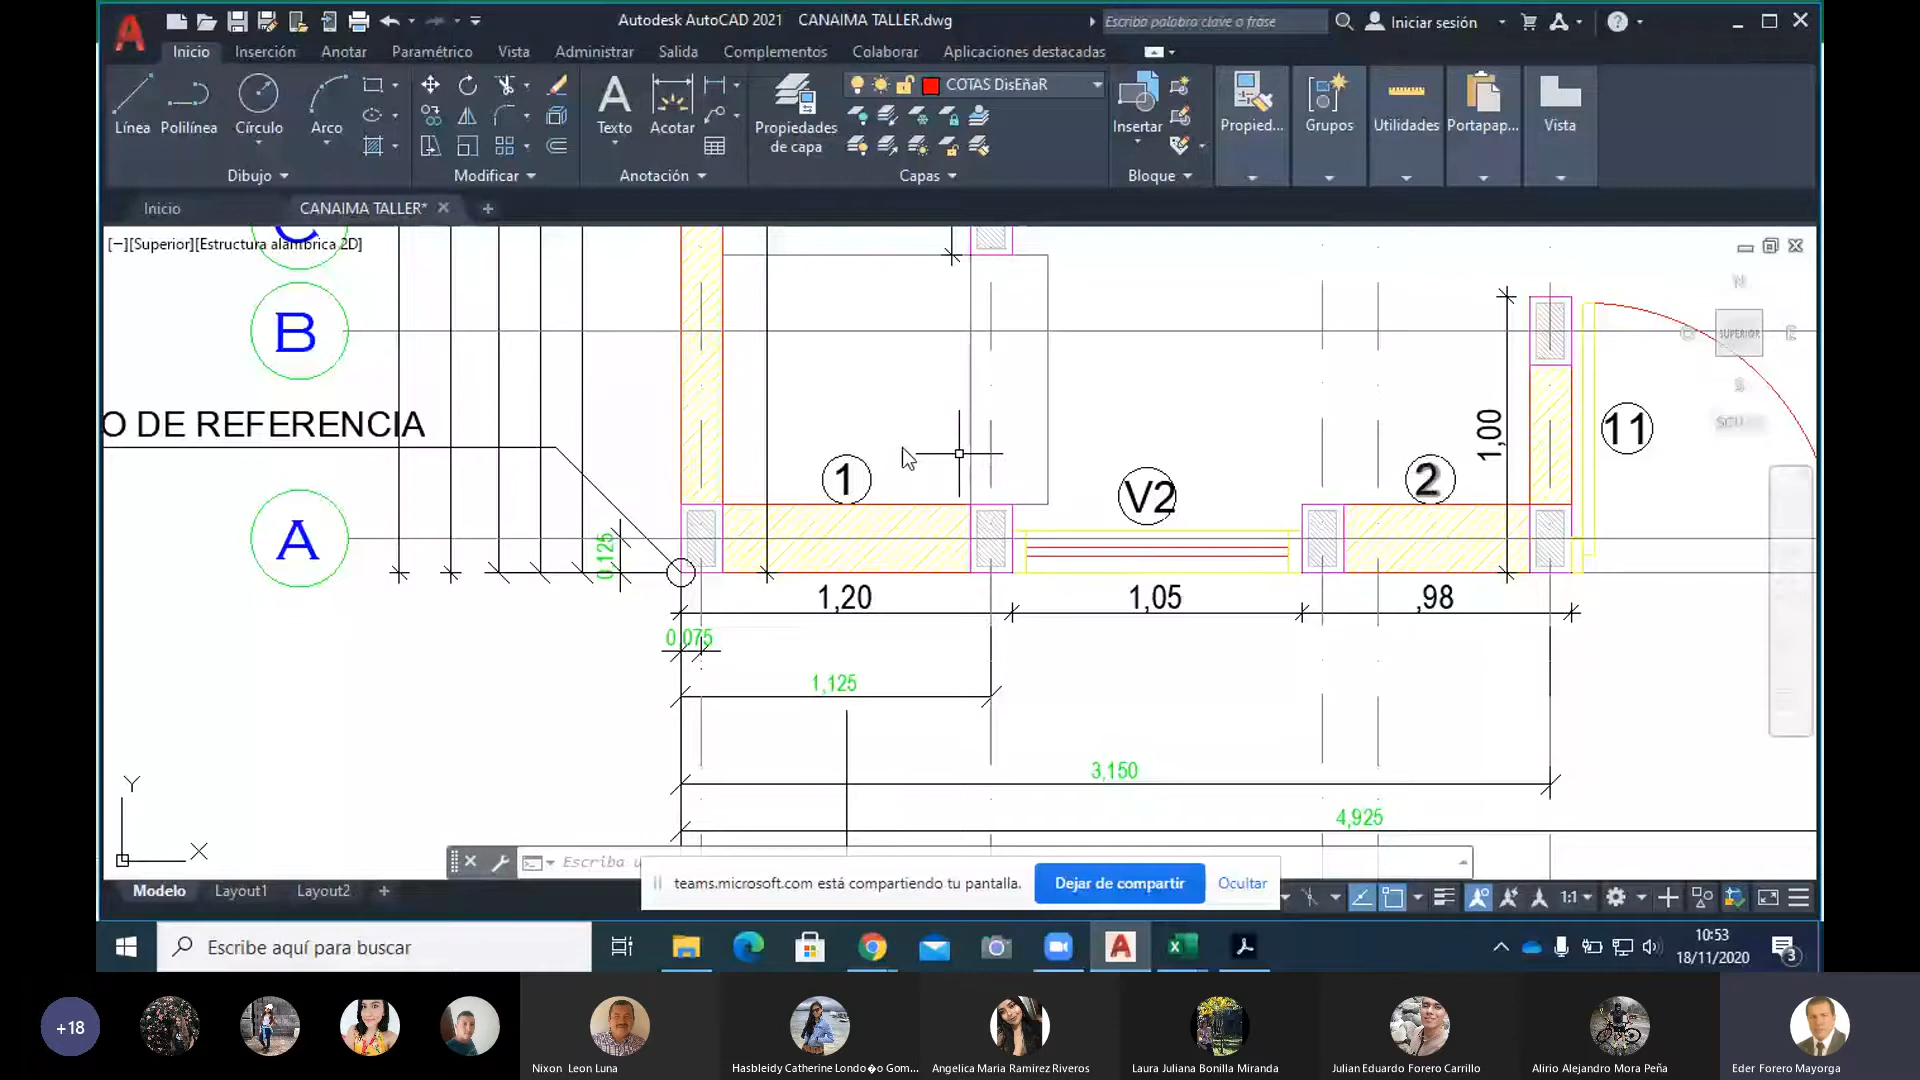 Autodesk AutoCAD 2021 CANAIMA TALLER.dwg
Escriba palabra clave o frase
Iniciar sesión
Inicio Inserción Anotar Paramétrico Vista Administrar Salida Complementos Colaborar Aplicaciones destacadas
COTAS DisEñaR
Línea Polilínea Círculo Arco
Texto Acotar
Propiedades de capa
Insertar
Propied... Grupos Utilidades Portapap... Vista
Dibujo Modificar Anotación Capas Bloque
Inicio CANAIMA TALLER*
[−][Superior][Estructura alámbrica 2D]
C
N
B
SUPERIOR
E
S
SCU
O DE REFERENCIA
1,00
11
1
2
V2
A
0,125
1,20
1,05
,98
0,075
1,125
3,150
4,925
Y
X
Escriba u
teams.microsoft.com está compartiendo tu pantalla.
Dejar de compartir
Ocultar
Modelo Layout1 Layout2
1:1
Escribe aquí para buscar
10:53
18/11/2020
3
+18
Nixon Leon Luna
Hasbleidy Catherine Londo�o Gom...
Angelica Maria Ramirez Riveros
Laura Juliana Bonilla Miranda
Julian Eduardo Forero Carrillo
Alirio Alejandro Mora Peña
Eder Forero Mayorga